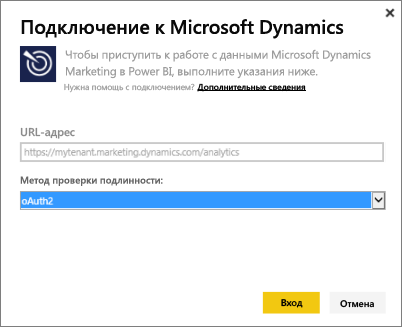 Подключение к Microsoft Dynamics
Чтобы приступить к работе с данными Microsoft Dynamics
Marketing в Power BI, выполните указания ниже.
Нужна помощь с подключением? Дополнительные сведения
URL-адрес
https://mytenant.marketing.dynamics.com/analytics
Метод проверки подлинности:
oAuth2
Вход
Отмена